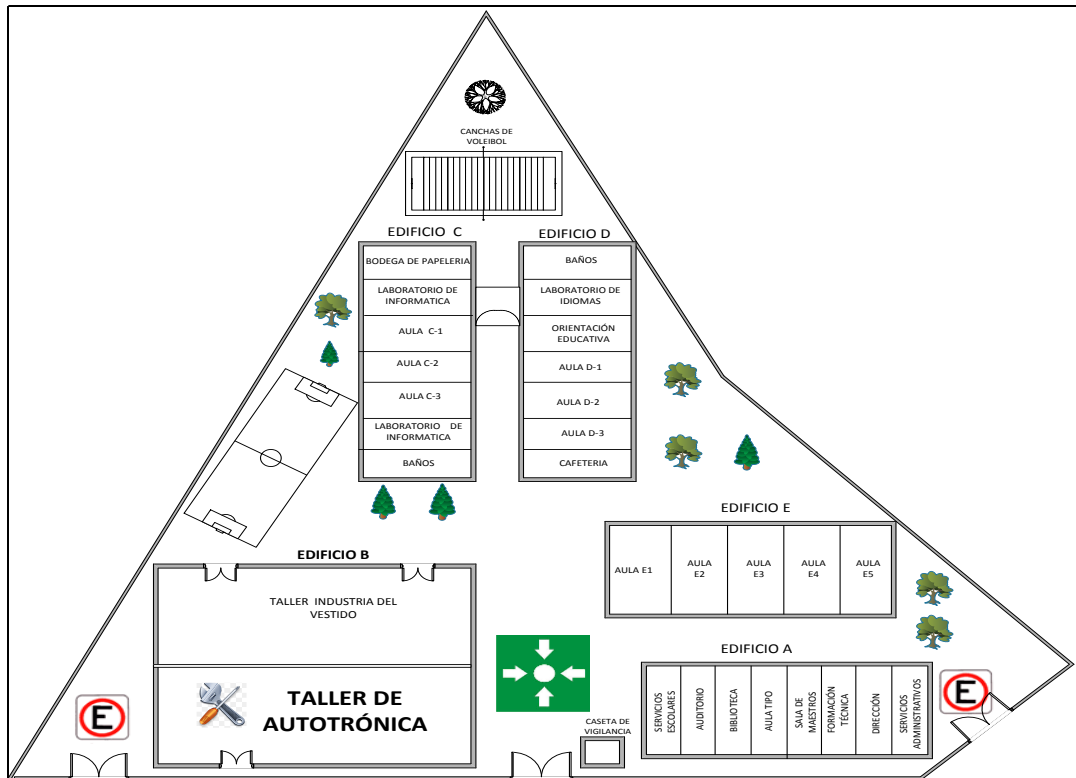 CANCHAS DE
VOLEIBOL
EDIFICIO C
BODEGA DE PAPELERIA
LABORATORIO DE
INFORMATICA
AULA C-1
AULA C-2
AULA C-3
LABORATORIO DE
INFORMATICA
BAÑOS
EDIFICIO D
BAÑOS
LABORATORIO DE
IDIOMAS
ORIENTACIÓN
EDUCATIVA
AULA D-1
AULA D-2
AULA D-3
CAFETERIA
EDIFICIO E
AULA E1
AULA
E2
AULA
E3
AULA
E4
AULA
E5
EDIFICIO B
TALLER INDUSTRIA DEL
VESTIDO
TALLER DE
AUTOTRÓNICA
E
CASETA DE
VIGILANCIA
EDIFICIO A
SERVICIOS
ESCOLARES
AUDITORIO
BIBLIOTECA
AULA TIPO
SALA DE
MAESTROS
FORMACIÓN
TÉCNICA
DIRECCIÓN
SERVICIOS
ADMINISTRATIVOS
E